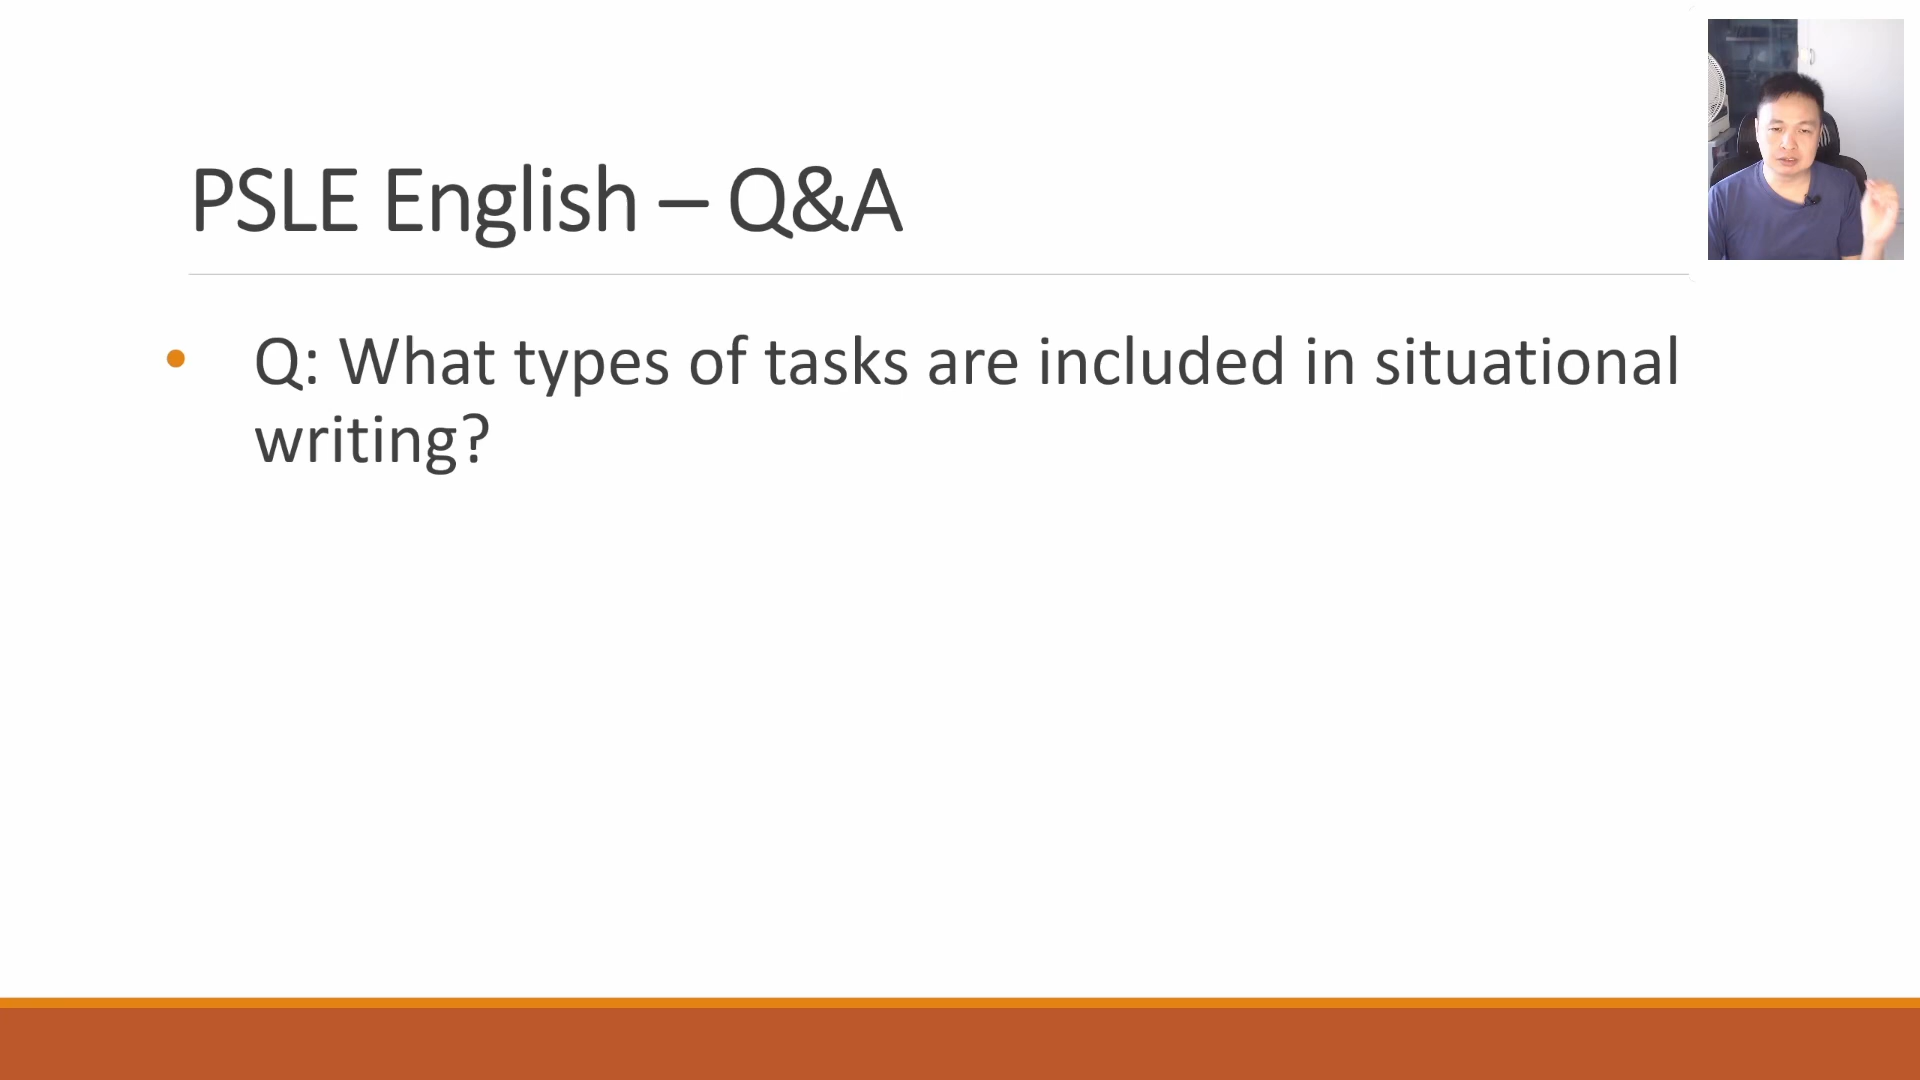 PSLE English – Q&A
Q: What types of tasks are included in situational
writing?